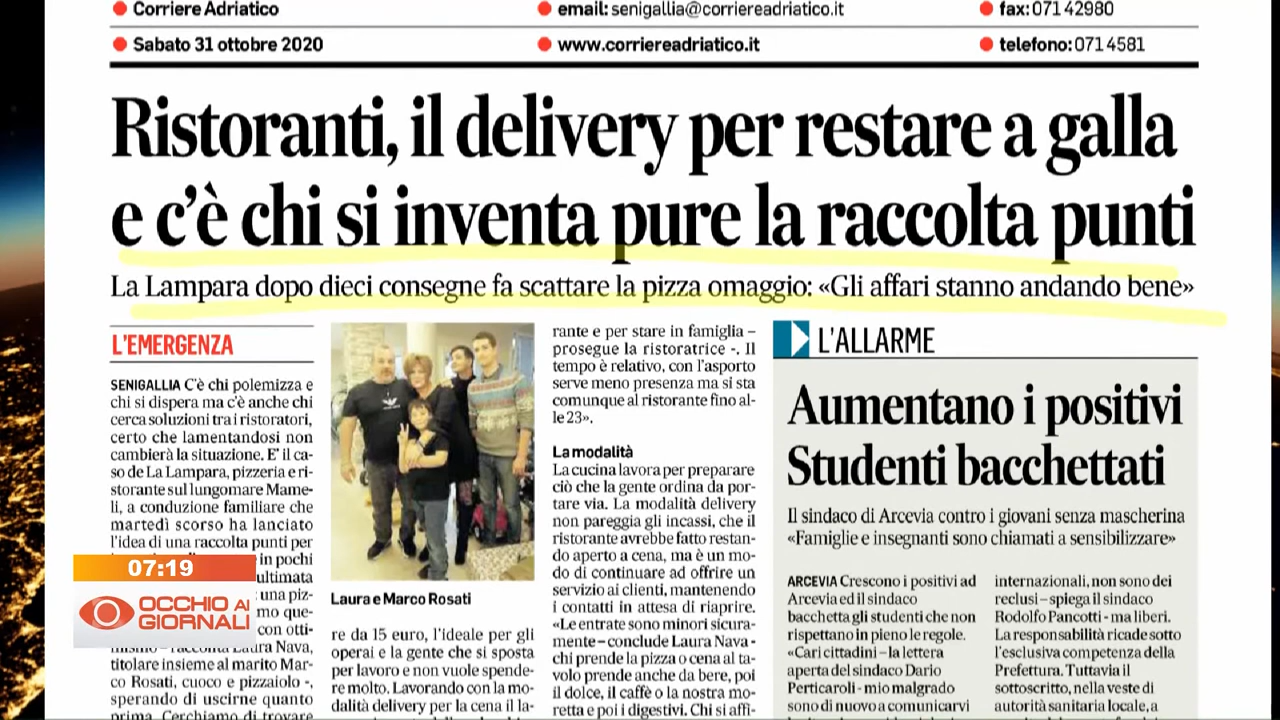 Corriere Adriatico
email: senigallia@corriereadriatico.it
fax: 071 42980
Sabato 31 ottobre 2020
www.corriereadriatico.it
telefono: 071 4581
Ristoranti, il delivery per restare a galla
e c'è chi si inventa pure la raccolta punti
La Lampara dopo dieci consegne fa scattare la pizza omaggio: «Gli affari stanno andando bene»
L'EMERGENZA
SENIGALLIA C'è chi polemizza e
chi si dispera ma c'è anche chi
cerca soluzioni tra i ristoratori,
certo che lamentandosi non
cambierà la situazione. E' il ca-
so de La Lampara, pizzeria e ri-
storante sul lungomare Mame-
li, a conduzione familiare che
martedì scorso ha lanciato
l'idea di una raccolta punti per
in pochi
ultimata
una piz-
mo que-
con otti-
mismo – racconta Laura Nava,
titolare insieme al marito Mar-
co Rosati, cuoco e pizzaiolo -,
sperando di uscirne quanto
prima. Cerchiamo di trovare
07:19
OCCHIO AI
GIORNALI
Laura e Marco Rosati
re da 15 euro, l'ideale per gli
operai e la gente che si sposta
per lavoro e non vuole spende-
re molto. Lavorando con la mo-
dalità delivery per la cena il la-
rante e per stare in famiglia –
prosegue la ristoratrice -. Il
tempo è relativo, con l'asporto
serve meno presenza ma si sta
comunque al ristorante fino al-
le 23».
La modalità
La cucina lavora per preparare
ciò che la gente ordina da por-
tare via. La modalità delivery
non pareggia gli incassi, che il
ristorante avrebbe fatto restan-
do aperto a cena, ma è un mo-
do di continuare ad offrire un
servizio ai clienti, mantenendo
i contatti in attesa di riaprire.
«Le entrate sono minori sicura-
mente – conclude Laura Nava -
chi prende la pizza o cena al ta-
volo prende anche da bere, poi
il dolce, il caffè o la nostra mo-
retta e poi i digestivi. Chi si affi-
L'ALLARME
Aumentano i positivi
Studenti bacchettati
Il sindaco di Arcevia contro i giovani senza mascherina
«Famiglie e insegnanti sono chiamati a sensibilizzare»
ARCEVIA Crescono i positivi ad
Arcevia ed il sindaco
bacchetta gli studenti che non
rispettano in pieno le regole.
«Cari cittadini – la lettera
aperta del sindaco Dario
Perticaroli - mio malgrado
sono di nuovo a comunicarvi
internazionali, non sono dei
reclusi – spiega il sindaco
Rodolfo Pancotti - ma liberi.
La responsabilità ricade sotto
l'esclusiva competenza della
Prefettura. Tuttavia il
sottoscritto, nella veste di
autorità sanitaria locale, a